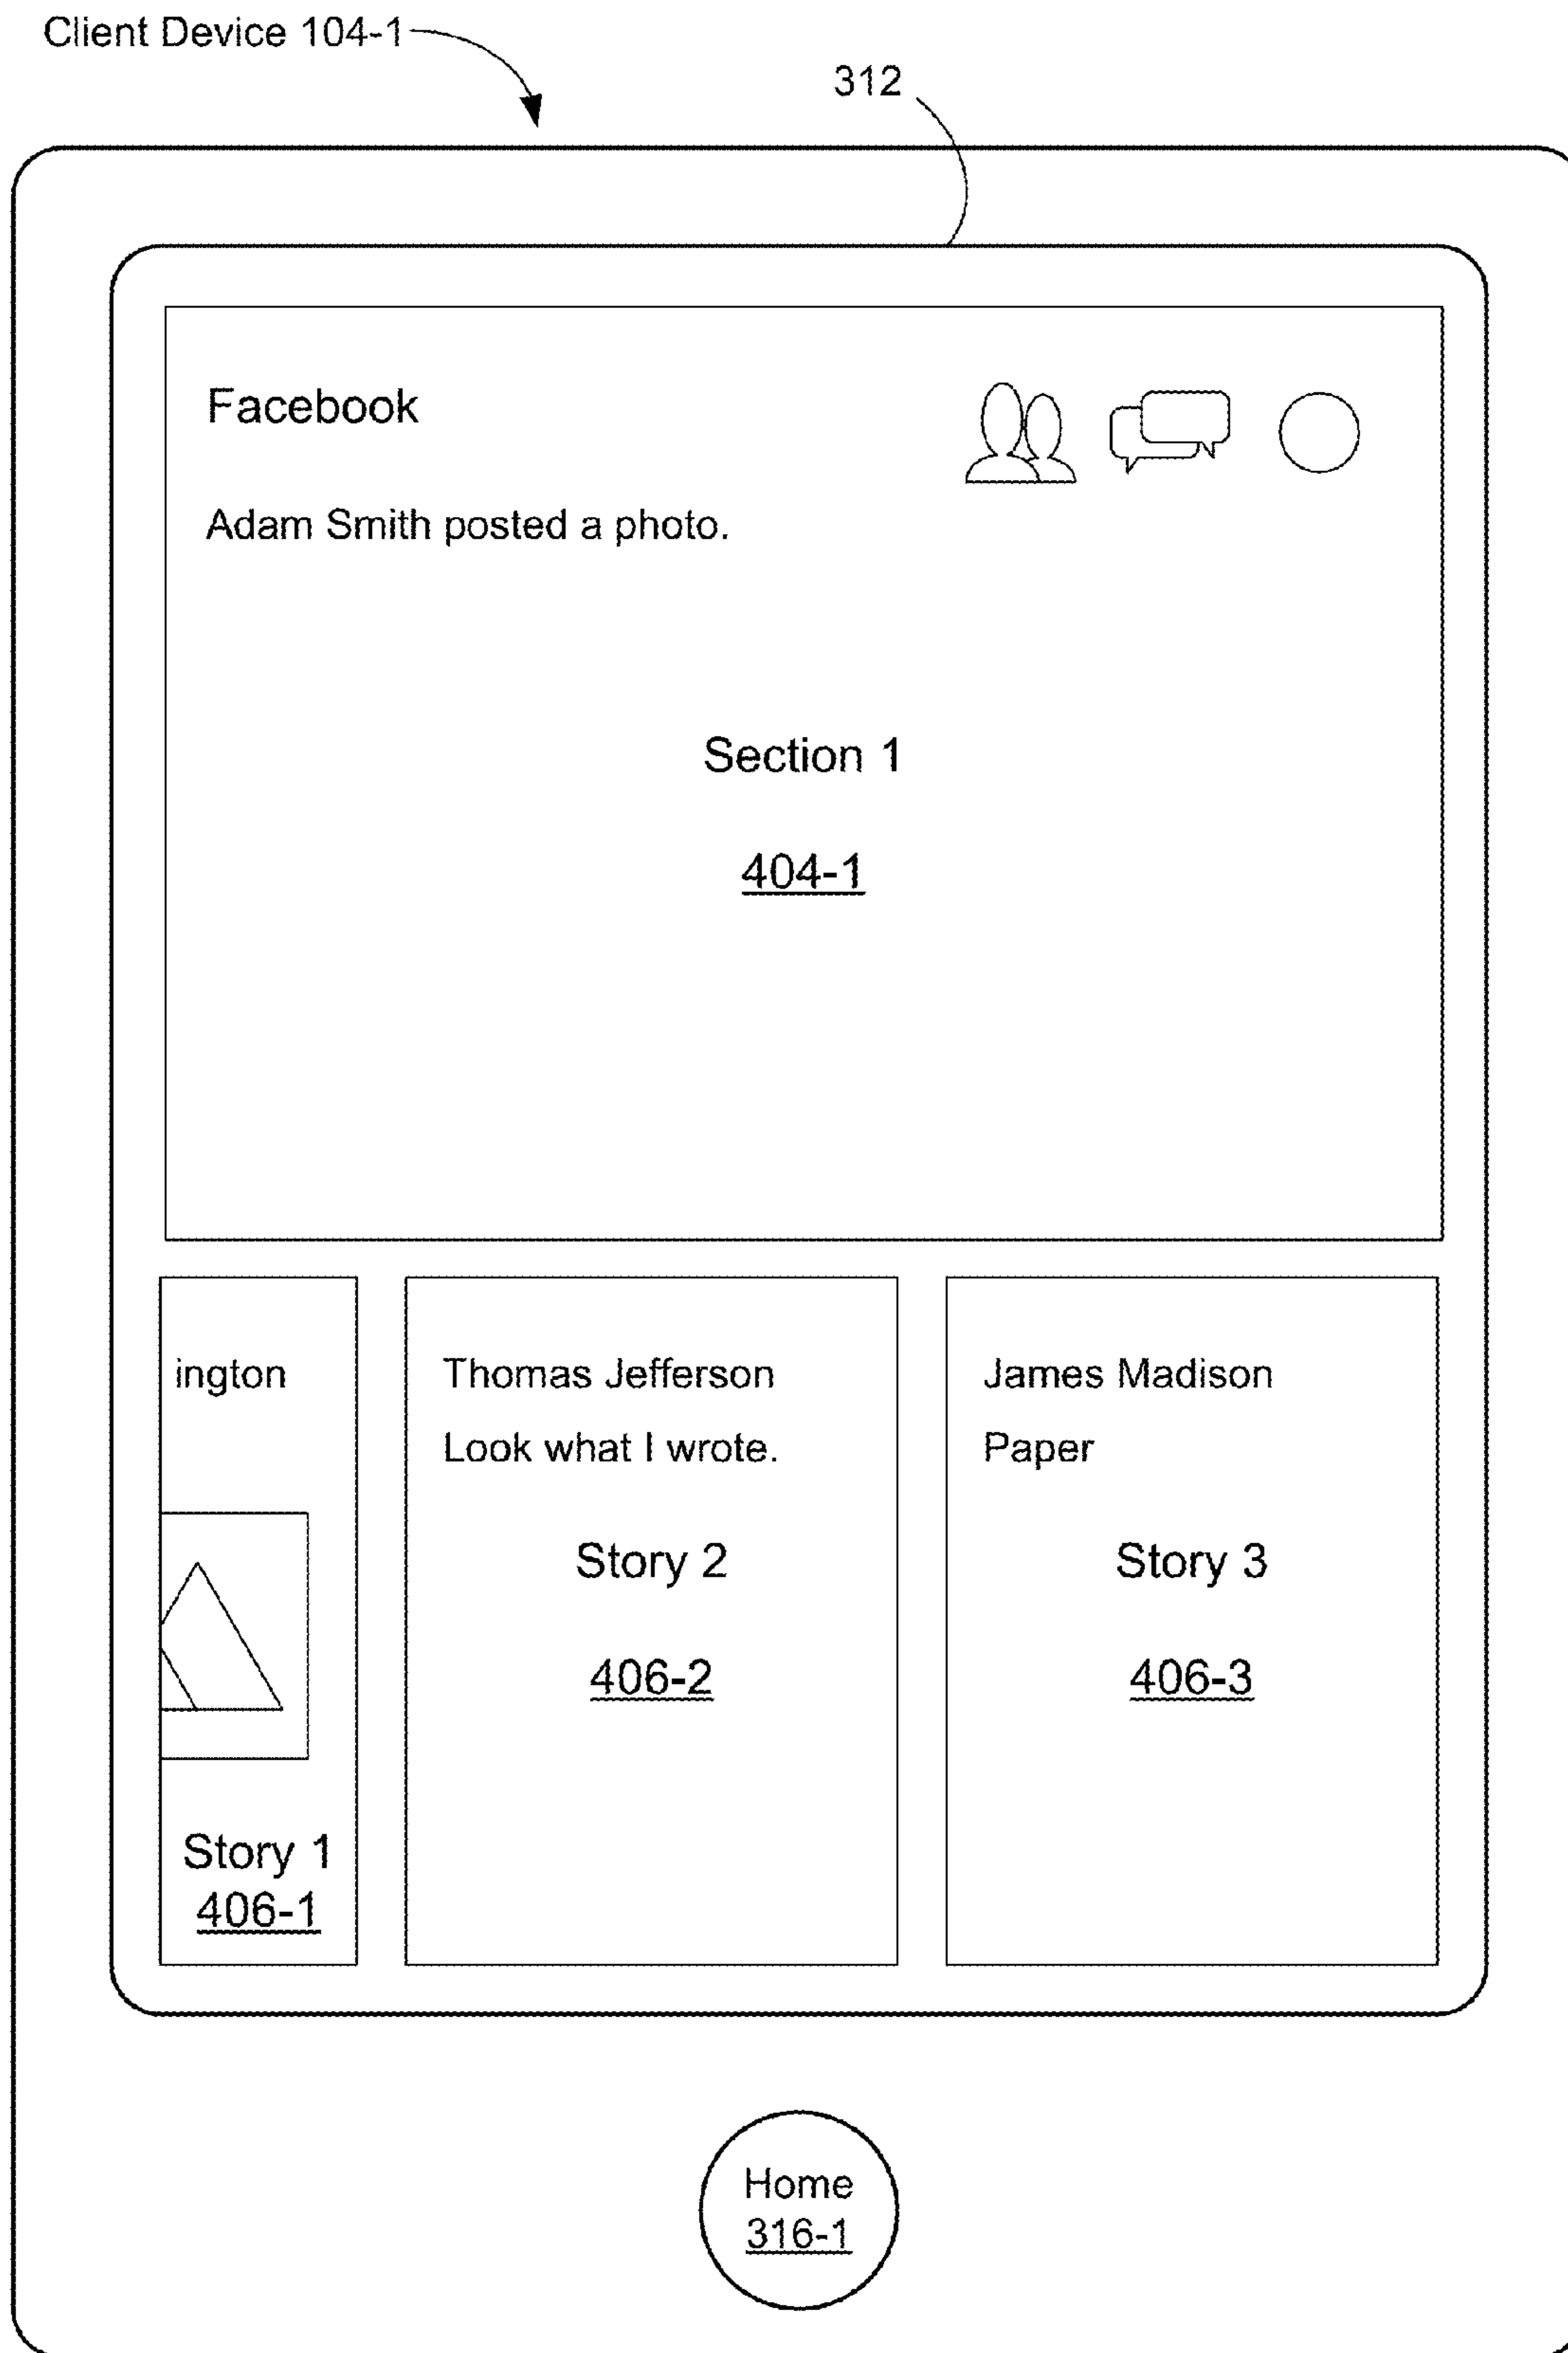 Client Device 104-1
312
Facebook
Adam Smith posted a photo.
Section 1
404-1
ington
Story 1
406-1
Thomas Jefferson
Look what I wrote.
Story 2
406-2
James Madison
Paper
Story 3
406-3
Home
316-1